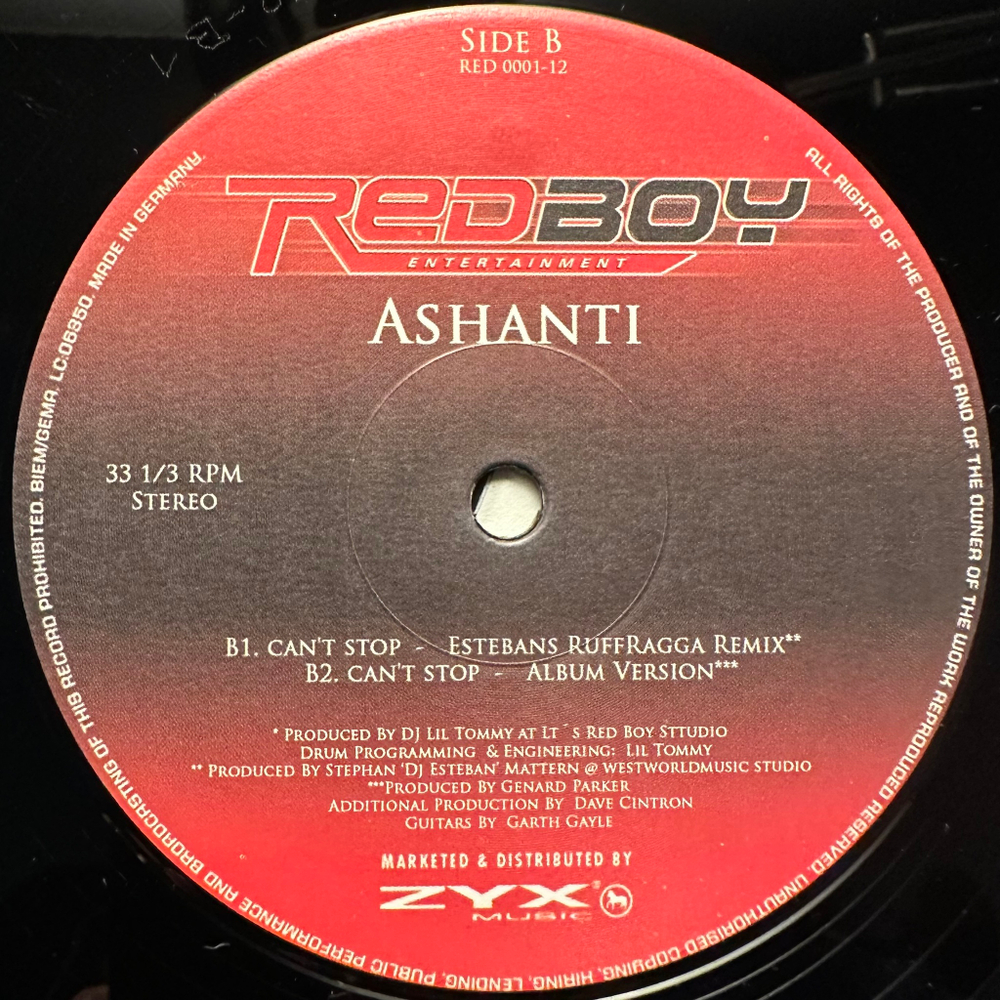 SIDE B
RED 0001-12
REDBOY
ENTERTAINMENT
ASHANTI
33 1/3 RPM
STEREO
B1. CAN'T STOP - ESTEBANS RUFFRAGGA REMIX**
B2. CAN'T STOP - ALBUM VERSION***
* PRODUCED BY DJ LIL TOMMY AT LT´S RED BOY STTUDIO
DRUM PROGRAMMING & ENGINEERING: LIL TOMMY
** PRODUCED BY STEPHAN 'DJ ESTEBAN' MATTERN @ WESTWORLDMUSIC STUDIO
***PRODUCED BY GENARD PARKER
ADDITIONAL PRODUCTION BY DAVE CINTRON
GUITARS BY GARTH GAYLE
MARKETED & DISTRIBUTED BY
ZYX®
MUSIC
ALL RIGHTS OF THE PRODUCER AND OF THE OWNER OF THE WORK REPRODUCED RESERVED. UNAUTHORISED COPYING, HIRING, LENDING, PUBLIC PERFORMANCE AND BROADCASTING OF THIS RECORD PROHIBITED. BIEM/GEMA. LC:06350. MADE IN GERMANY.